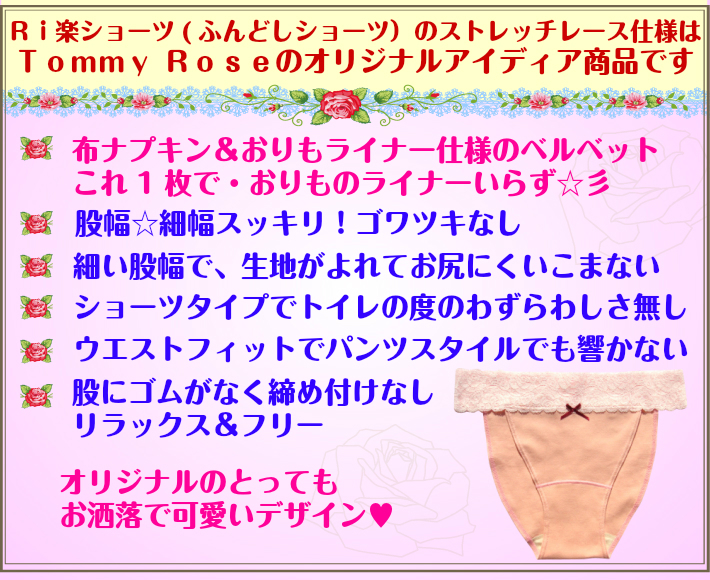 Ｒｉ楽ショーツ(ふんどしショーツ）のストレッチレース仕様は
Ｔｏｍｍｙ Ｒｏｓｅのオリジナルアイディア商品です
布ナプキン＆おりもライナー仕様のベルベット
これ１枚で・おりものライナーいらず☆彡
股幅☆細幅スッキリ！ゴワツキなし
細い股幅で、生地がよれてお尻にくいこまない
ショーツタイプでトイレの度のわずらわしさ無し
ウエストフィットでパンツスタイルでも響かない
股にゴムがなく締め付けなし
リラックス＆フリー
オリジナルのとっても
お洒落で可愛いデザイン♥